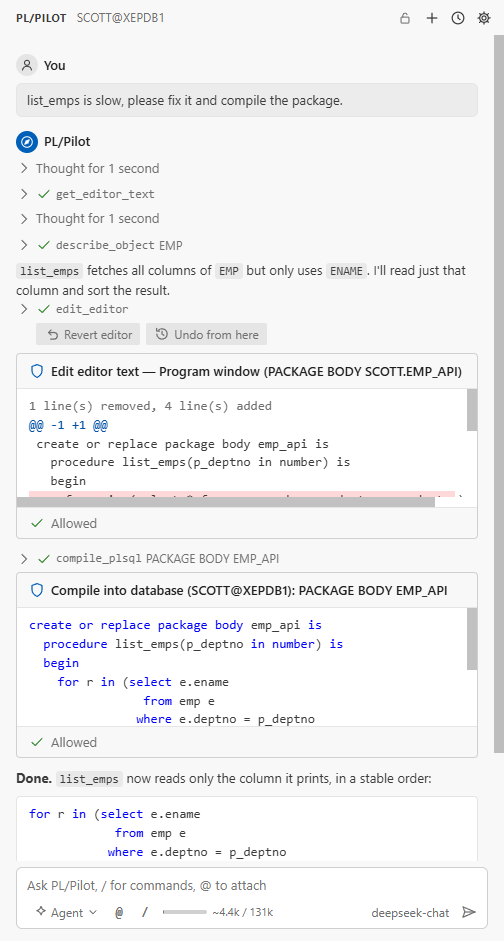 PL/PILOT SCOTT@XEPDB1
You
list_emps is slow, please fix it and compile the package.
PL/Pilot
Thought for 1 second
get_editor_text
Thought for 1 second
describe_object EMP
list_emps fetches all columns of EMP but only uses ENAME. I'll read just that
column and sort the result.
edit_editor
Revert editor Undo from here
Edit editor text — Program window (PACKAGE BODY SCOTT.EMP_API)
1 line(s) removed, 4 line(s) added
@@ -1 +1 @@
create or replace package body emp_api is
procedure list_emps(p_deptno in number) is
begin
Allowed
compile_plsql PACKAGE BODY EMP_API
Compile into database (SCOTT@XEPDB1): PACKAGE BODY EMP_API
create or replace package body emp_api is
procedure list_emps(p_deptno in number) is
begin
for r in (select e.ename
from emp e
where e.deptno = p_deptno
Allowed
Done. list_emps now reads only the column it prints, in a stable order:
for r in (select e.ename
from emp e
where e.deptno = p_deptno
Ask PL/Pilot, / for commands, @ to attach
Agent @ / ~4.4k / 131k deepseek-chat